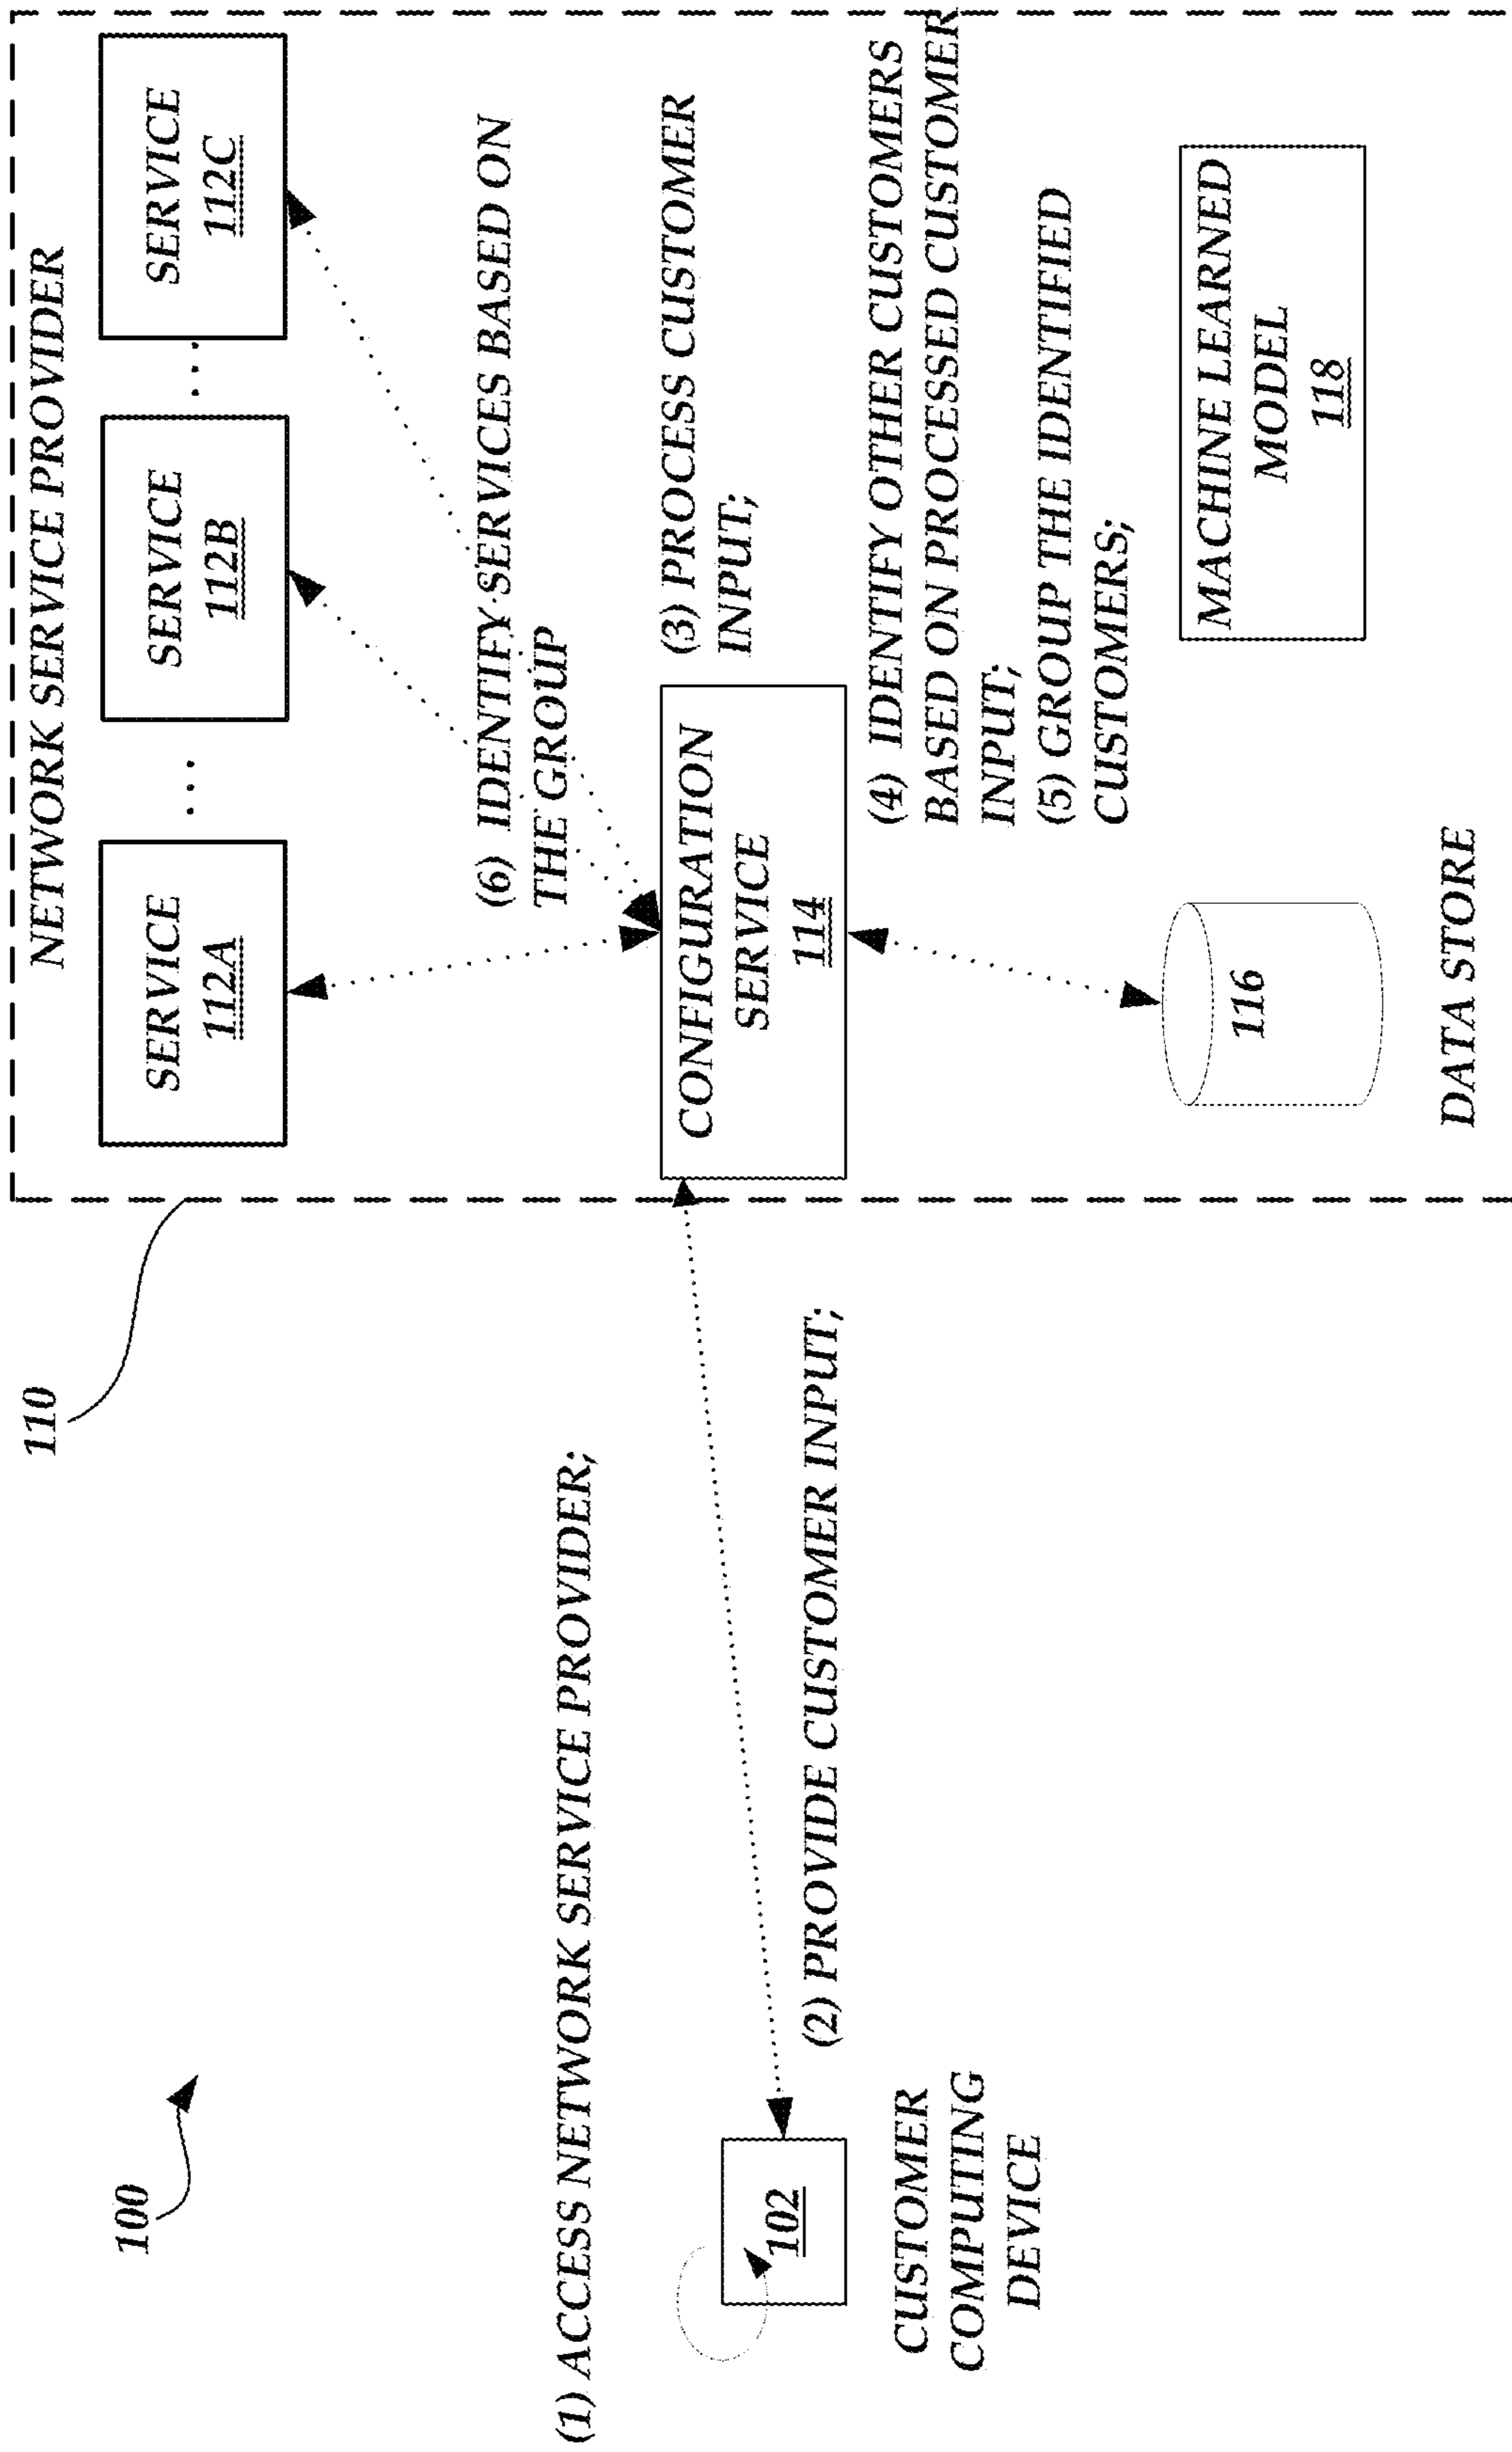 100
110
NETWORK SERVICE PROVIDER
SERVICE
112A
...
SERVICE
112B
...
SERVICE
112C
(6) IDENTIFY SERVICES BASED ON
THE GROUP
(1) ACCESS NETWORK SERVICE PROVIDER;
102
(2) PROVIDE CUSTOMER INPUT;
CUSTOMER
COMPUTING
DEVICE
CONFIGURATION
SERVICE
114
(3) PROCESS CUSTOMER
INPUT;
(4) IDENTIFY OTHER CUSTOMERS
BASED ON PROCESSED CUSTOMER
INPUT;
(5) GROUP THE IDENTIFIED
CUSTOMERS;
116
DATA STORE
MACHINE LEARNED
MODEL
118